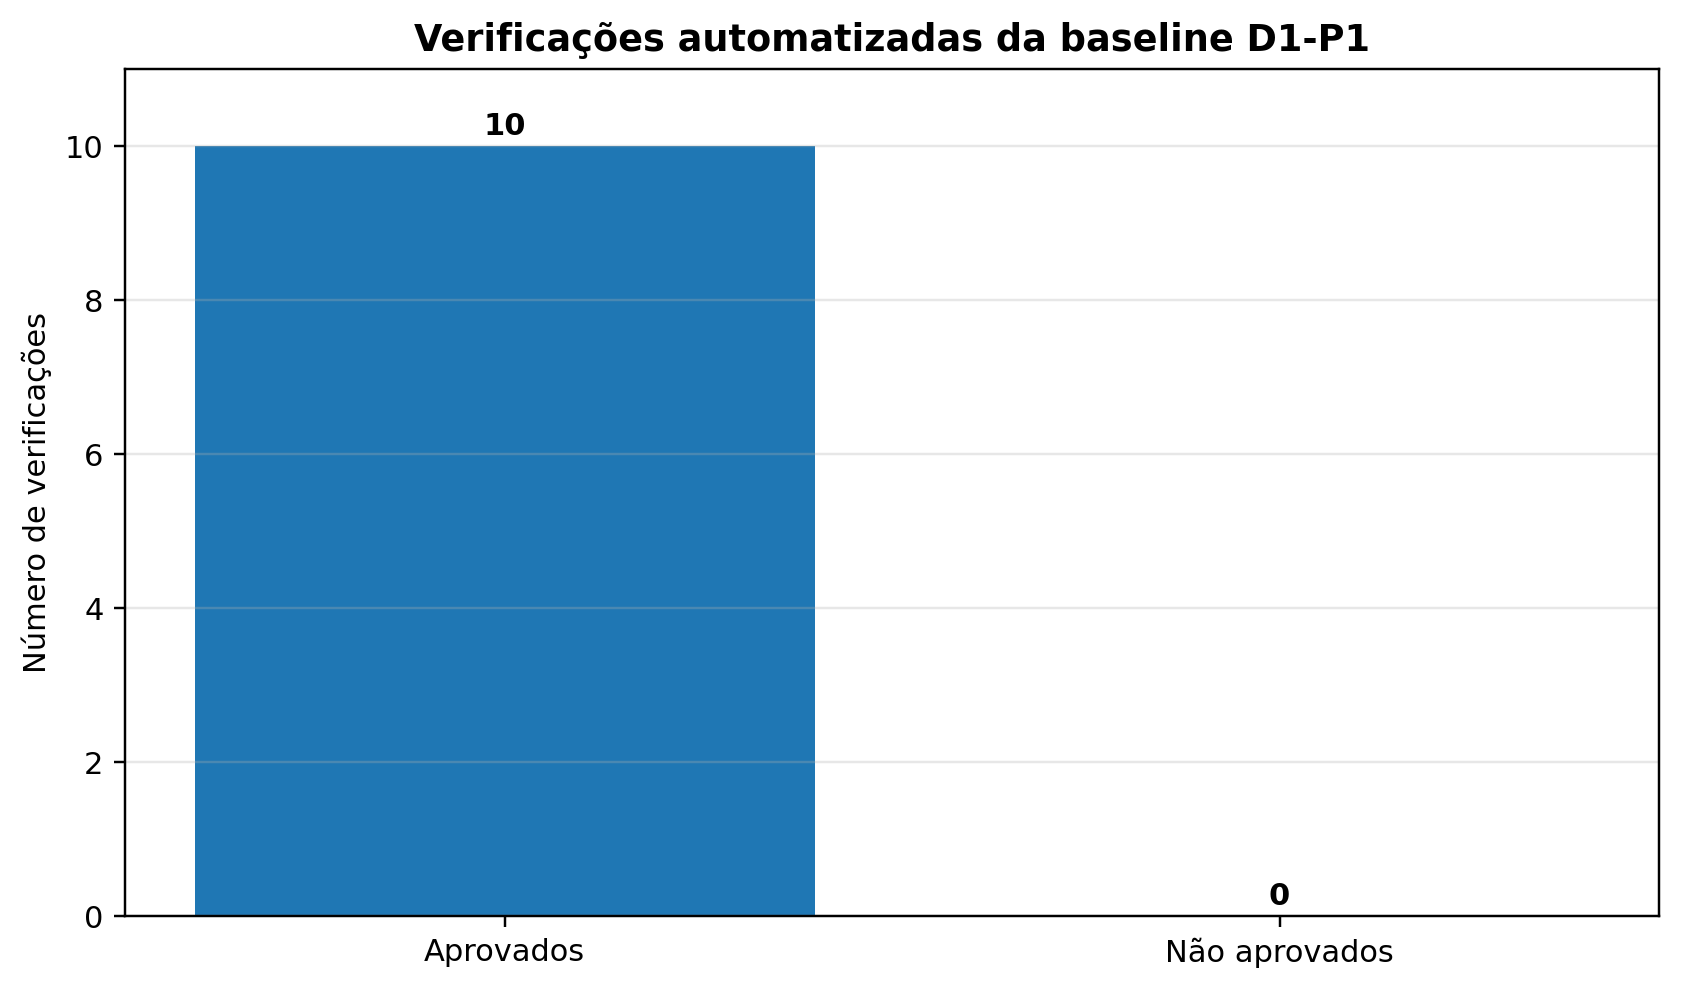 Verificações automatizadas da baseline D1-P1
Número de verificações
10
8
6
4
2
0
10
0
Aprovados
Não aprovados